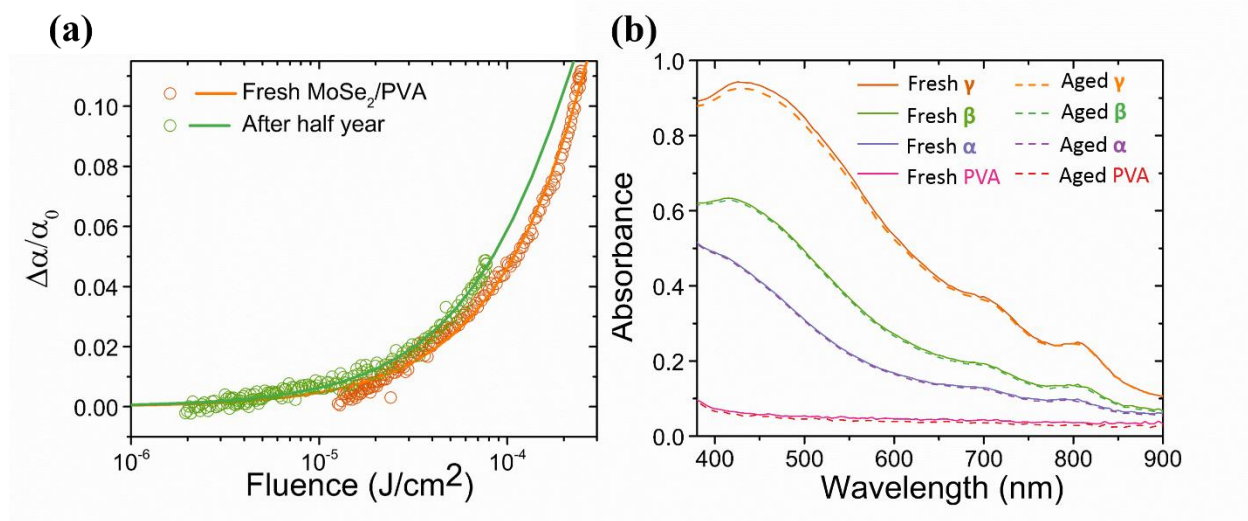 (a)
Fresh MoSe₂/PVA
After half year
0.10
0.08
0.06
0.04
0.02
0.00
Δα/α₀
10⁻⁶
10⁻⁵
10⁻⁴
Fluence (J/cm²)
(b)
Fresh γ
Aged γ
Fresh β
Aged β
Fresh α
Aged α
Fresh PVA
Aged PVA
1.0
0.8
0.6
0.4
0.2
0.0
Absorbance
400
500
600
700
800
900
Wavelength (nm)